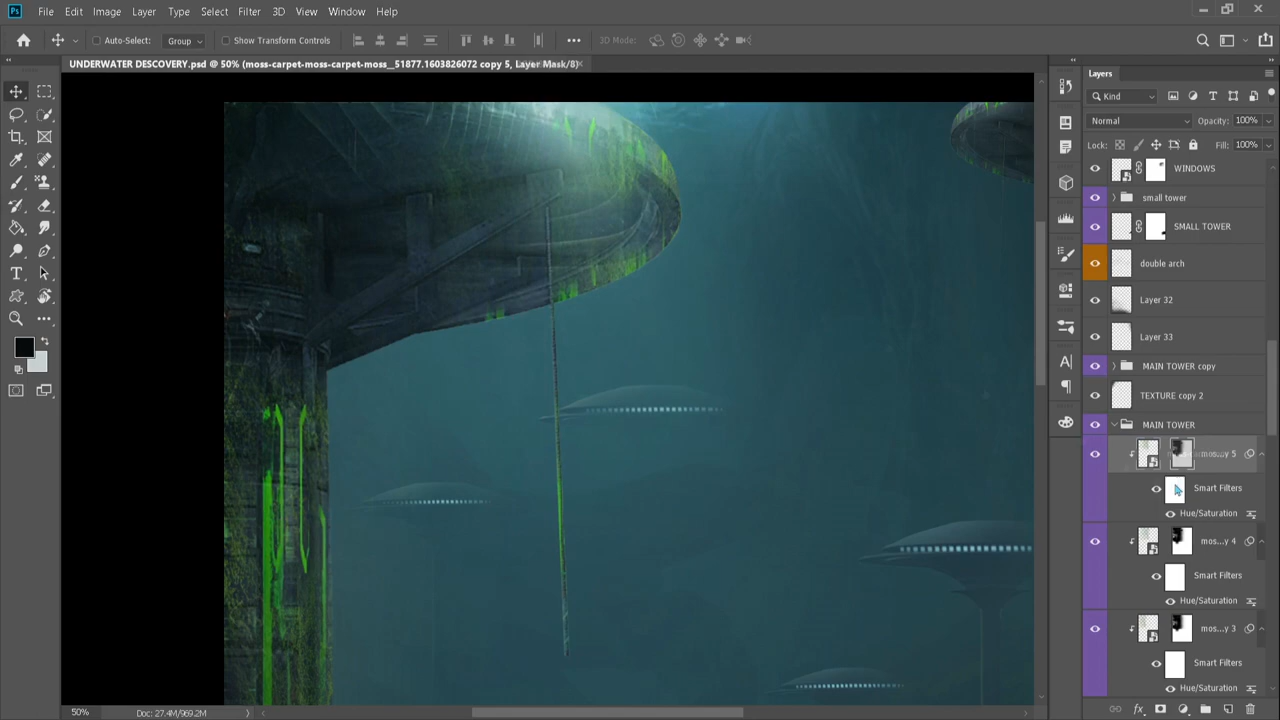 Ps File Edit Image Layer Type Select Filter 3D View Window Help
Auto-Select: Group Show Transform Controls 3D Mode:
UNDERWATER DESCOVERY.psd @ 50% (moss-carpet-moss-carpet-moss__51877.1603826072 copy 5, Layer Mask/8)
Layers
Kind
Normal Opacity: 100%
Lock: Fill: 100%
WINDOWS
small tower
SMALL TOWER
double arch
Layer 32
Layer 33
MAIN TOWER copy
TEXTURE copy 2
MAIN TOWER
mos...y 5
Smart Filters
Hue/Saturation
mos...y 4
Smart Filters
Hue/Saturation
mos...y 3
Smart Filters
Hue/Saturation
50% Doc: 27.4M/969.2M